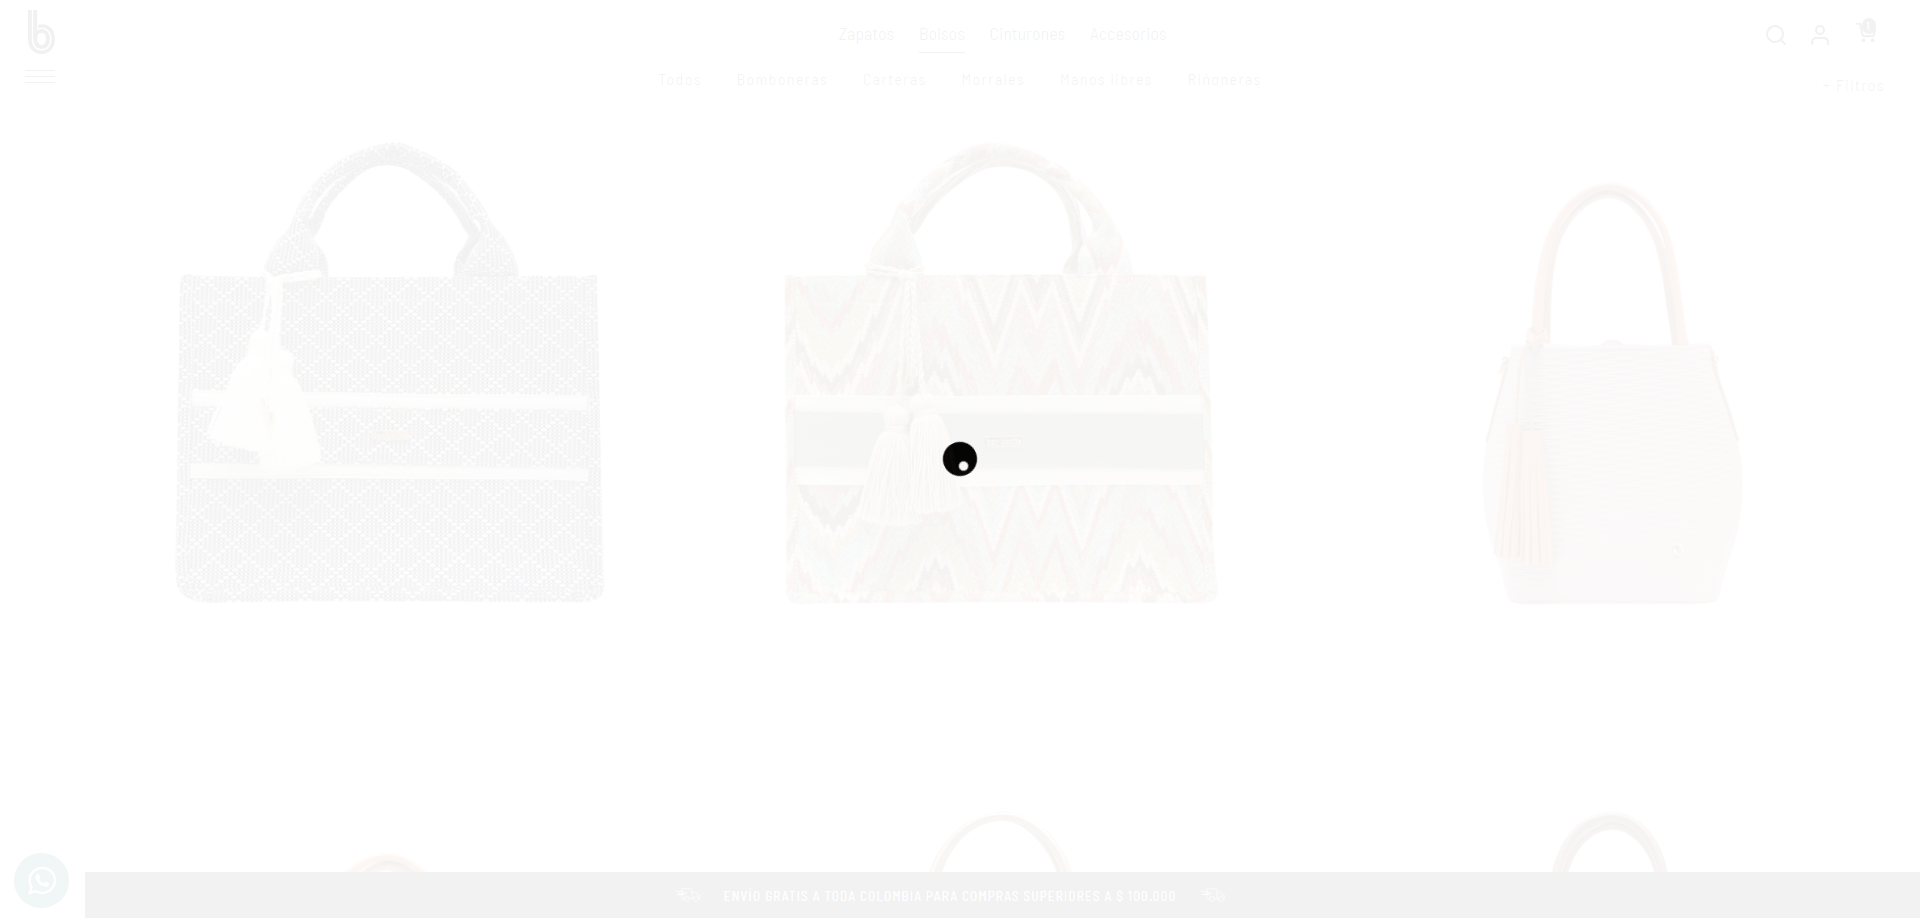 b
Zapatos Bolsos Cinturones Accesorios
1
Todos Bomboneras Carteras Morrales Manos libres Riñoneras
+ Filtros
ENVÍO GRATIS A TODA COLOMBIA PARA COMPRAS SUPERIORES A $ 100.000